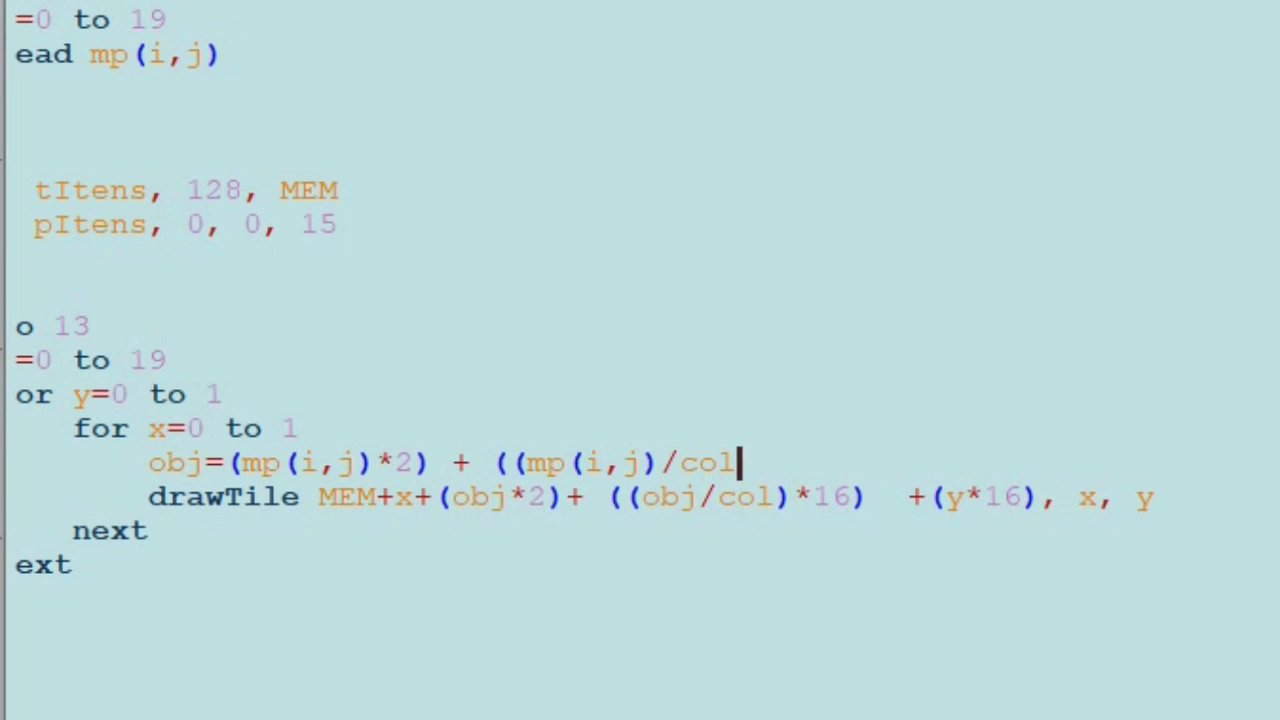 =0 to 19
ead mp(i,j)
tItens, 128, MEM
pItens, 0, 0, 15
o 13
=0 to 19
or y=0 to 1
for x=0 to 1
obj=(mp(i,j)*2) + ((mp(i,j)/col
drawTile MEM+x+(obj*2)+ ((obj/col)*16)  +(y*16), x, y
next
ext